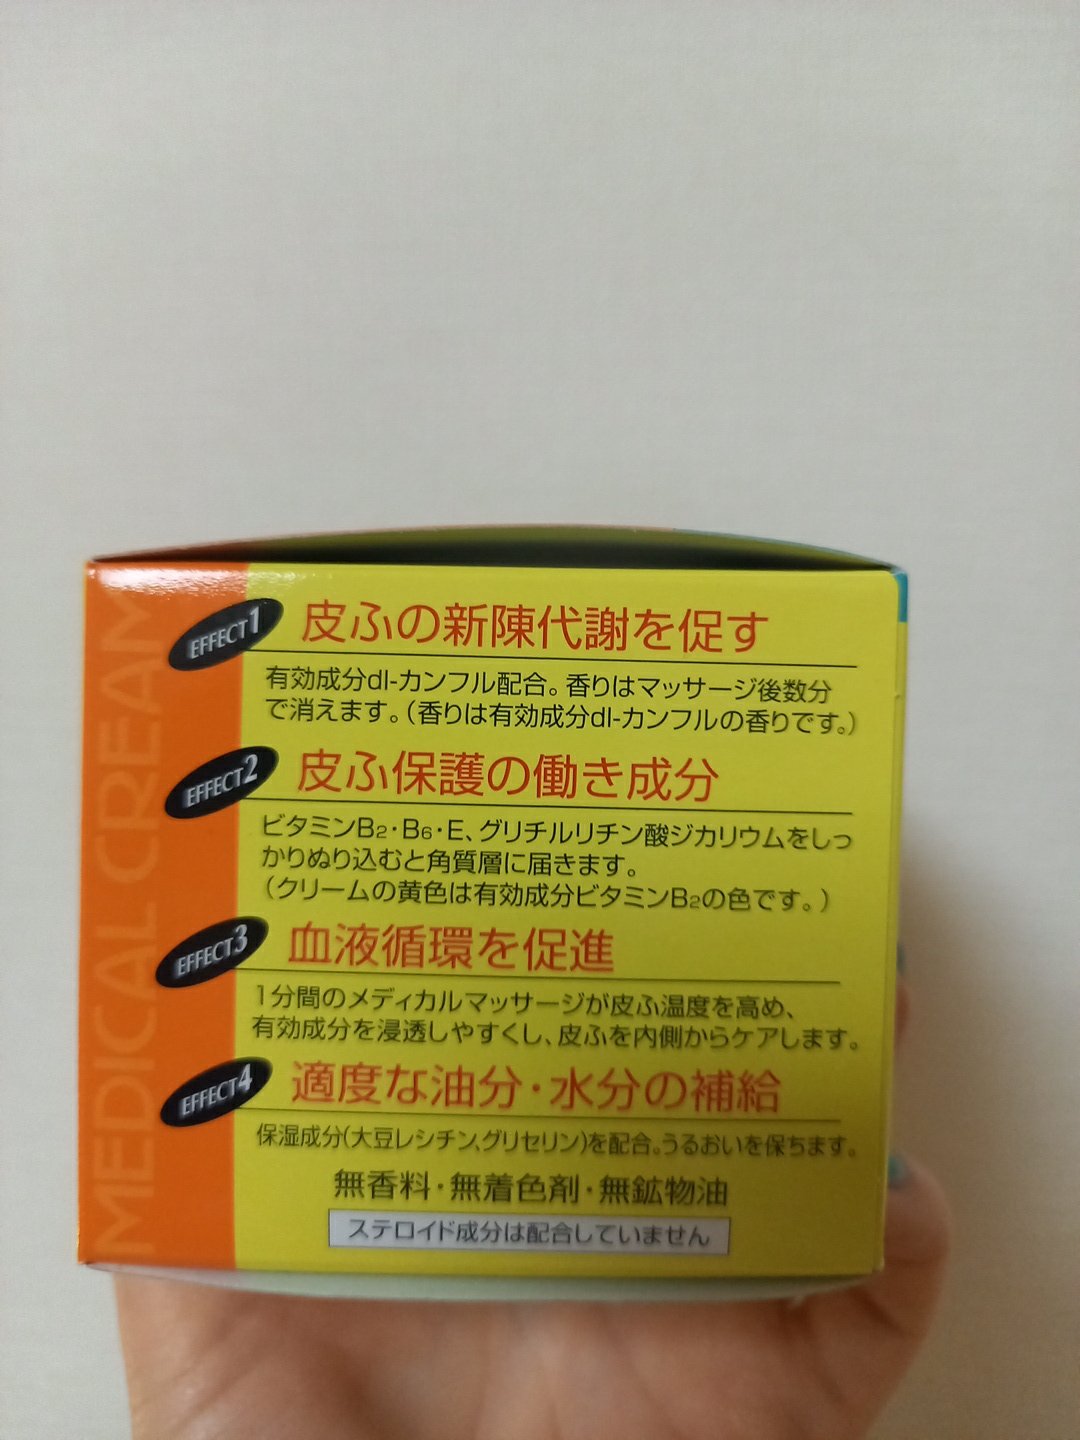 MEDICAL CREAM
EFFECT1 皮ふの新陳代謝を促す
有効成分dl-カンフル配合。香りはマッサージ後数分
で消えます。(香りは有効成分dl-カンフルの香りです。)
EFFECT2 皮ふ保護の働き成分
ビタミンB2・B6・E、グリチルリチン酸ジカリウムをしっ
かりぬり込むと角質層に届きます。
(クリームの黄色は有効成分ビタミンB2の色です。)
EFFECT3 血液循環を促進
1分間のメディカルマッサージが皮ふ温度を高め、
有効成分を浸透しやすくし、皮ふを内側からケアします。
EFFECT4 適度な油分・水分の補給
保湿成分(大豆レシチン、グリセリン)を配合。うるおいを保ちます。
無香料・無着色剤・無鉱物油
ステロイド成分は配合していません